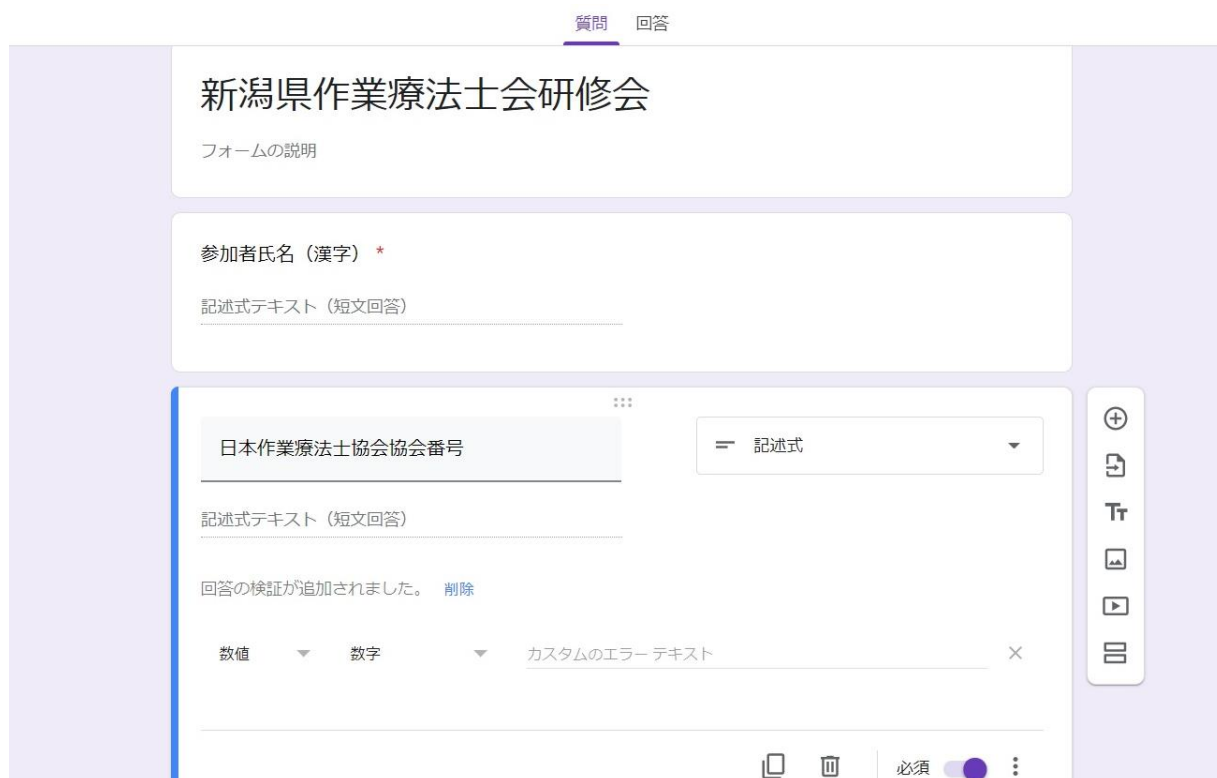 質問 回答
新潟県作業療法士会研修会
フォームの説明
参加者氏名（漢字） *
記述式テキスト（短文回答）
日本作業療法士協会協会番号
記述式
記述式テキスト（短文回答）
回答の検証が追加されました。 削除
数値 数字 カスタムのエラー テキスト
必須